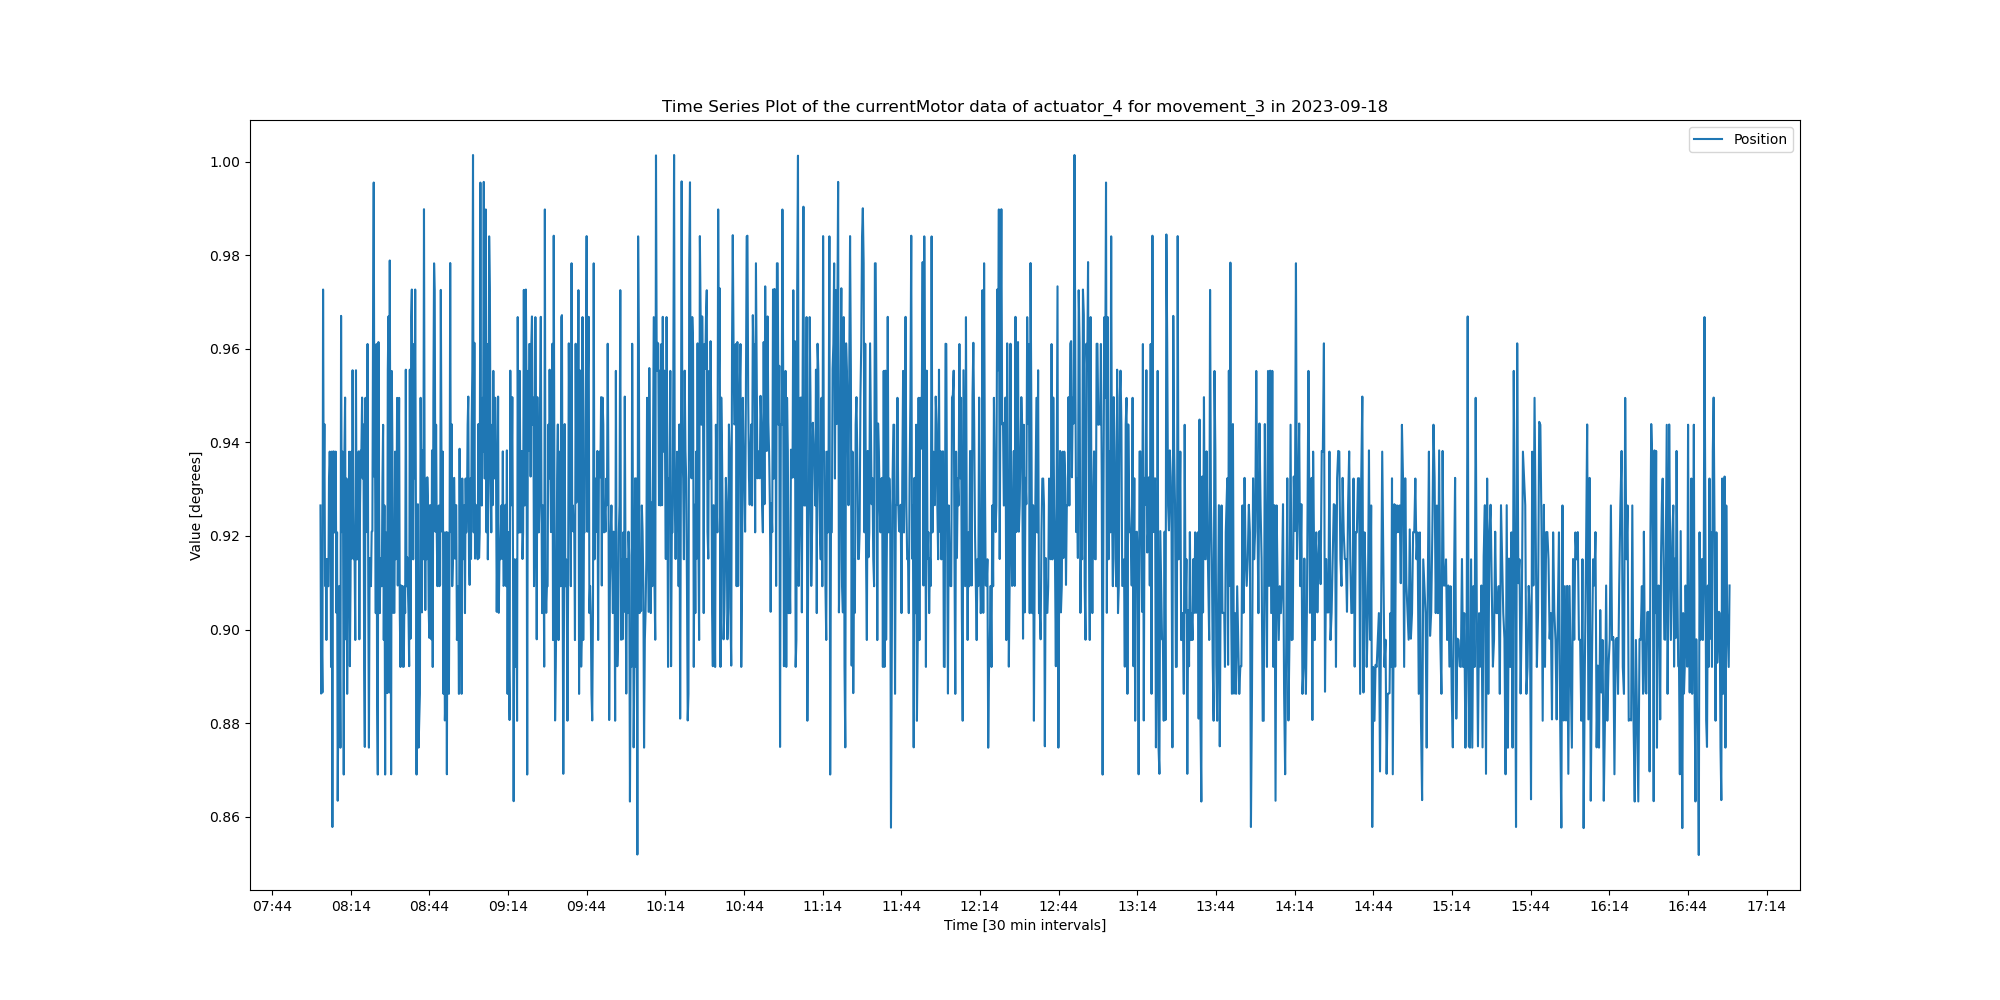 Time Series Plot of the currentMotor data of actuator_4 for movement_3 in 2023-09-18
Position
1.00
0.98
0.96
0.94
0.92
0.90
0.88
0.86
Value [degrees]
07:44 08:14 08:44 09:14 09:44 10:14 10:44 11:14 11:44 12:14 12:44 13:14 13:44 14:14 14:44 15:14 15:44 16:14 16:44 17:14
Time [30 min intervals]